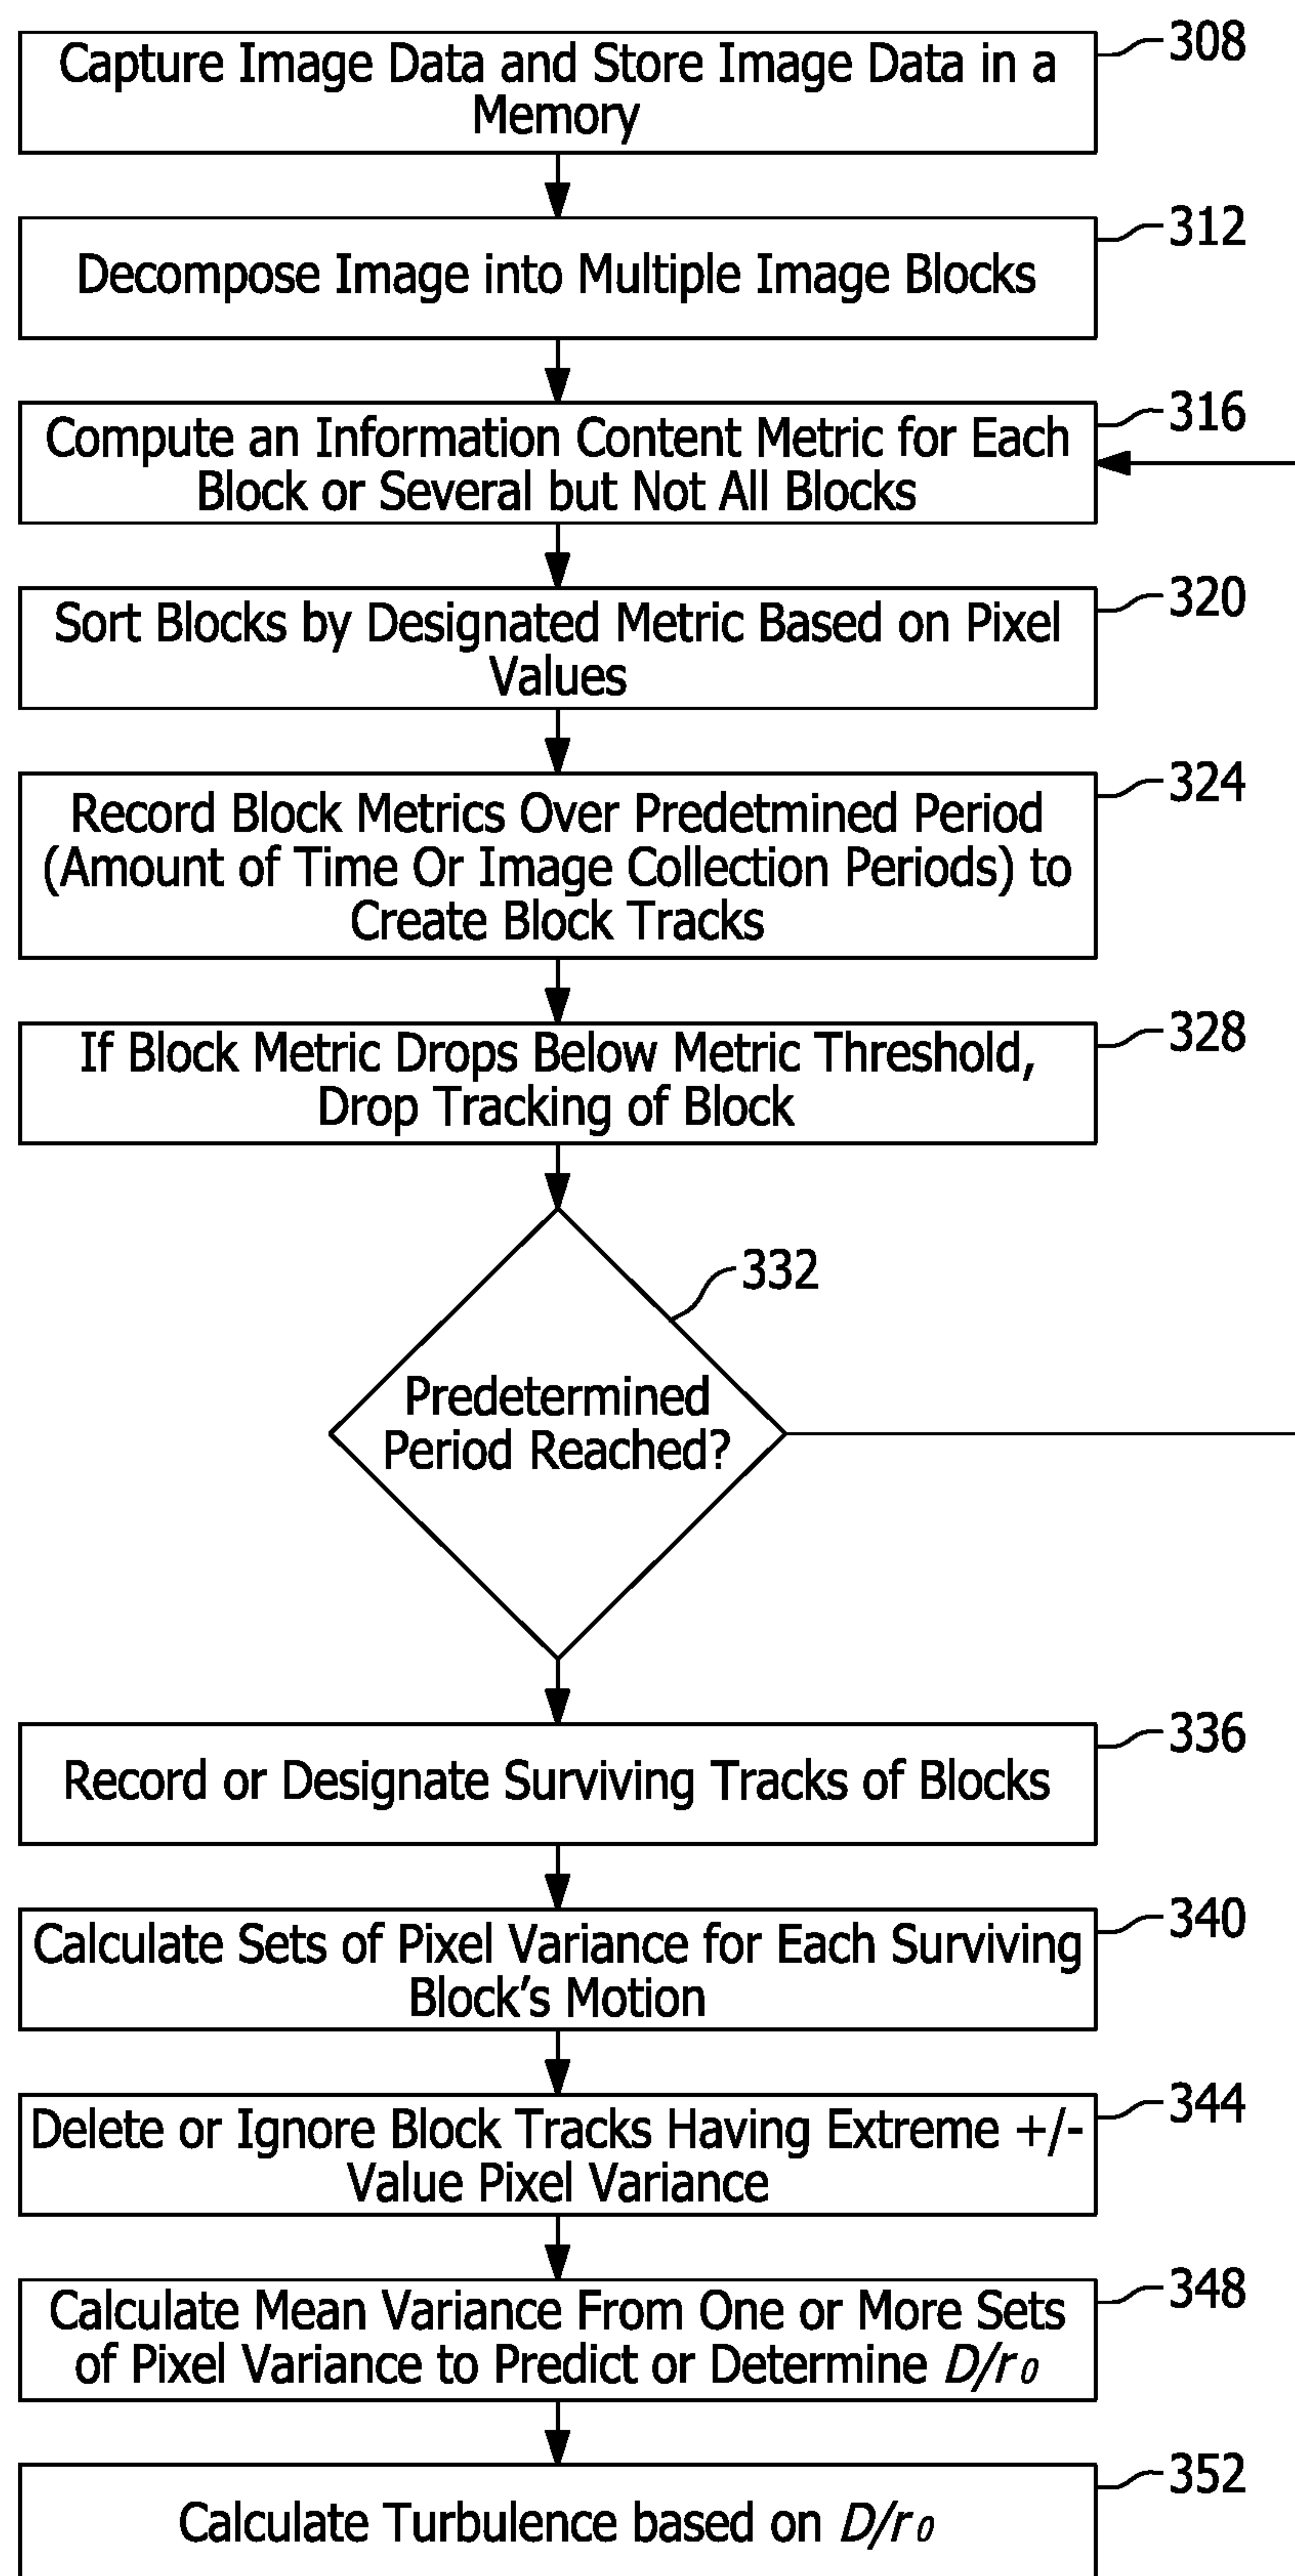 Capture Image Data and Store Image Data in a
Memory
308
Decompose Image into Multiple Image Blocks
312
Compute an Information Content Metric for Each
Block or Several but Not All Blocks
316
Sort Blocks by Designated Metric Based on Pixel
Values
320
Record Block Metrics Over Predetmined Period
(Amount of Time Or Image Collection Periods) to
Create Block Tracks
324
If Block Metric Drops Below Metric Threshold,
Drop Tracking of Block
328
332
Predetermined
Period Reached?
Record or Designate Surviving Tracks of Blocks
336
Calculate Sets of Pixel Variance for Each Surviving
Block’s Motion
340
Delete or Ignore Block Tracks Having Extreme +/-
Value Pixel Variance
344
Calculate Mean Variance From One or More Sets
of Pixel Variance to Predict or Determine D/r₀
348
Calculate Turbulence based on D/r₀
352